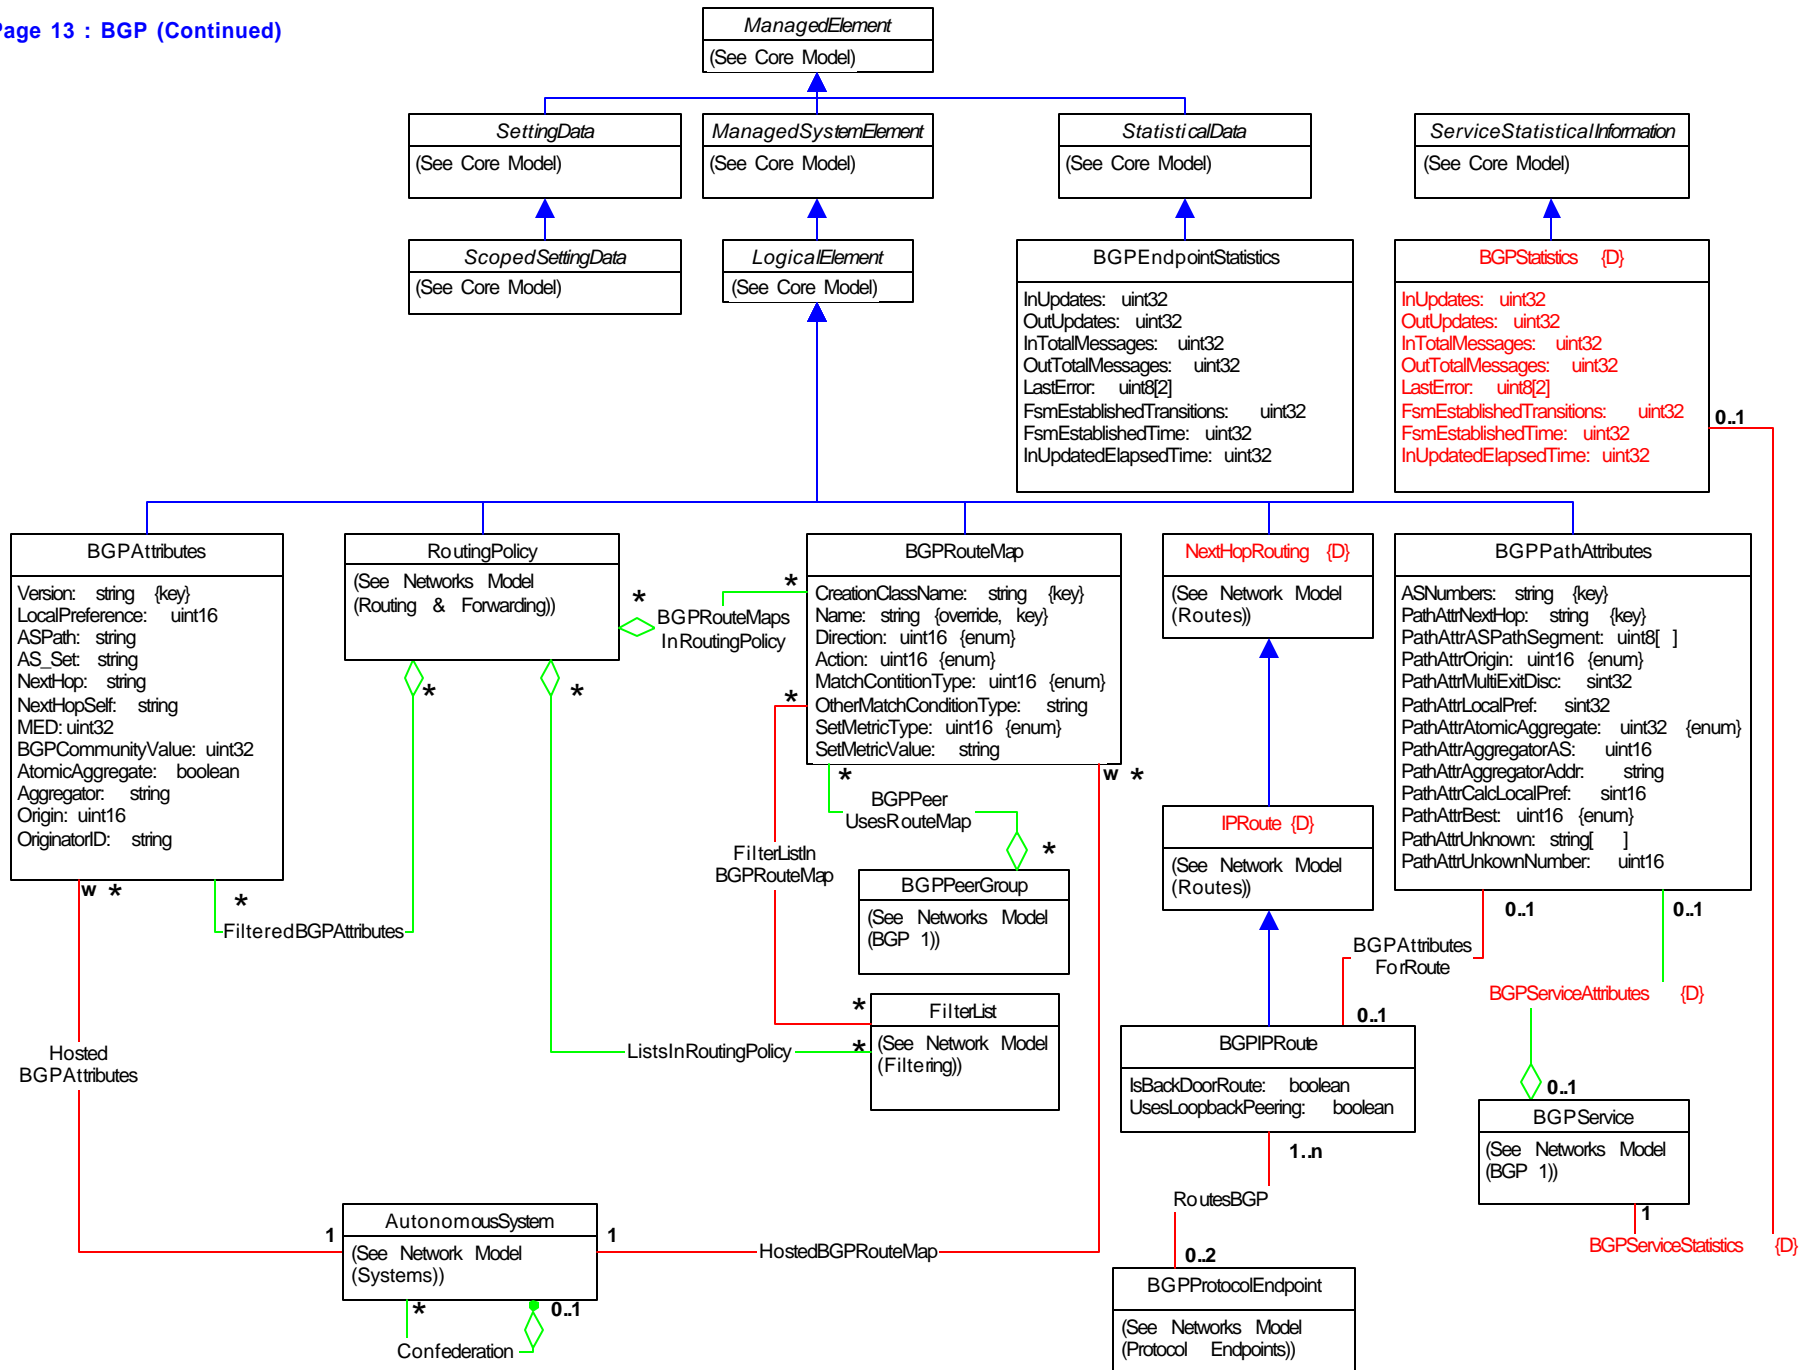 Page 13 : BGP (Continued)
ManagedElement
(See Core Model)
SettingData
(See Core Model)
ManagedSystemElement
(See Core Model)
StatisticalData
(See Core Model)
ServiceStatisticalInformation
(See Core Model)
ScopedSettingData
(See Core Model)
LogicalElement
(See Core Model)
BGPEndpointStatistics
InUpdates: uint32
OutUpdates: uint32
InTotalMessages: uint32
OutTotalMessages: uint32
LastError: uint8[2]
FsmEstablishedTransitions: uint32
FsmEstablishedTime: uint32
InUpdatedElapsedTime: uint32
BGPStatistics {D}
InUpdates: uint32
OutUpdates: uint32
InTotalMessages: uint32
OutTotalMessages: uint32
LastError: uint8[2]
FsmEstablishedTransitions: uint32
FsmEstablishedTime: uint32
InUpdatedElapsedTime: uint32
0..1
BGPAttributes
Version: string {key}
LocalPreference: uint16
ASPath: string
AS_Set: string
NextHop: string
NextHopSelf: string
MED: uint32
BGPCommunityValue: uint32
AtomicAggregate: boolean
Aggregator: string
Origin: uint16
OriginatorID: string
w *
*
FilteredBGPAttributes
RoutingPolicy
(See Networks Model
(Routing & Forwarding))
*
*
*
*
BGPRouteMaps
InRoutingPolicy
BGPRouteMap
CreationClassName: string {key}
Name: string {override, key}
Direction: uint16 {enum}
Action: uint16 {enum}
MatchContitionType: uint16 {enum}
OtherMatchConditionType: string
SetMetricType: uint16 {enum}
SetMetricValue: string
*
*
w *
BGPPeer
UsesRouteMap
*
FilterListIn
BGPRouteMap
BGPPeerGroup
(See Networks Model
(BGP 1))
*
FilterList
(See Network Model
(Filtering))
ListsInRoutingPolicy
*
NextHopRouting {D}
(See Network Model
(Routes))
IPRoute {D}
(See Network Model
(Routes))
BGPPathAttributes
ASNumbers: string {key}
PathAttrNextHop: string {key}
PathAttrASPathSegment: uint8[ ]
PathAttrOrigin: uint16 {enum}
PathAttrMultiExitDisc: sint32
PathAttrLocalPref: sint32
PathAttrAtomicAggregate: uint32 {enum}
PathAttrAggregatorAS: uint16
PathAttrAggregatorAddr: string
PathAttrCalcLocalPref: sint16
PathAttrBest: uint16 {enum}
PathAttrUnknown: string[ ]
PathAttrUnkownNumber: uint16
0..1
0..1
BGPAttributes
ForRoute
0..1
BGPServiceAttributes {D}
0..1
BGPIPRoute
IsBackDoorRoute: boolean
UsesLoopbackPeering: boolean
1..n
RoutesBGP
0..2
BGPProtocolEndpoint
(See Networks Model
(Protocol Endpoints))
BGPService
(See Networks Model
(BGP 1))
1
BGPServiceStatistics {D}
Hosted
BGPAttributes
1
AutonomousSystem
(See Network Model
(Systems))
1
HostedBGPRouteMap
*
0..1
Confederation